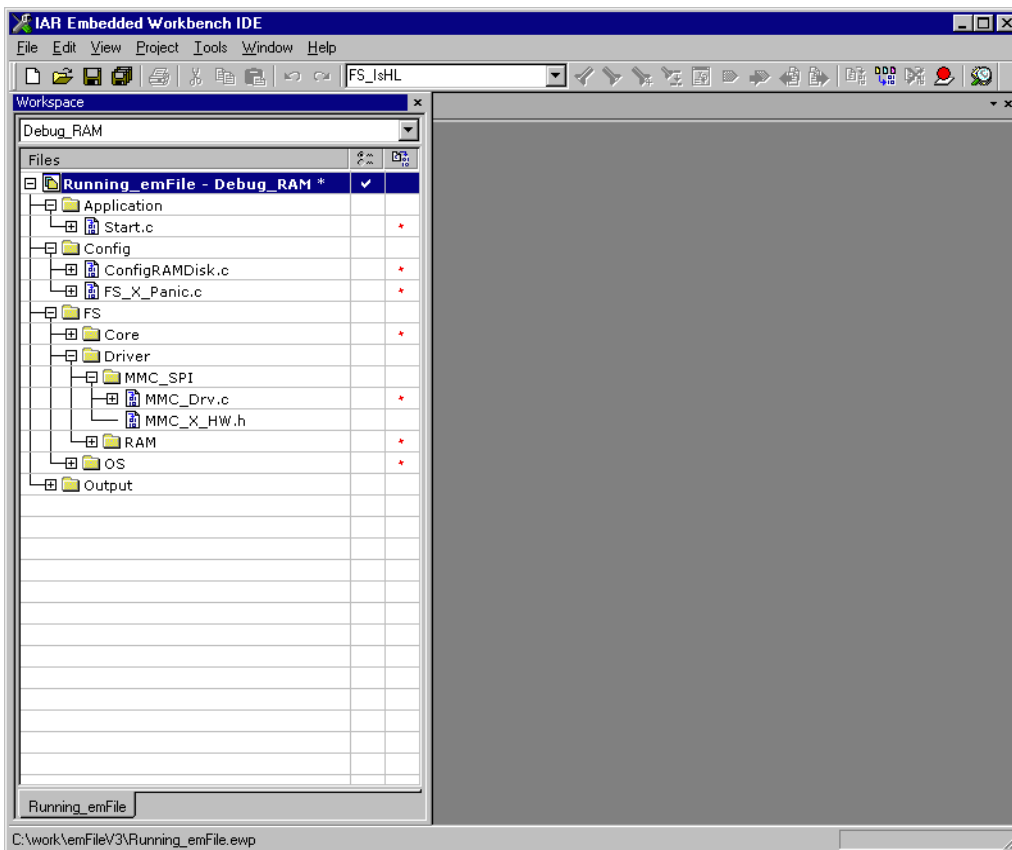 IAR Embedded Workbench IDE
File Edit View Project Tools Window Help
FS_IsHL
Workspace
Debug_RAM
Files
Running_emFile - Debug_RAM *
Application
Start.c
Config
ConfigRAMDisk.c
FS_X_Panic.c
FS
Core
Driver
MMC_SPI
MMC_Drv.c
MMC_X_HW.h
RAM
OS
Output
Running_emFile
C:\work\emFileV3\Running_emFile.ewp